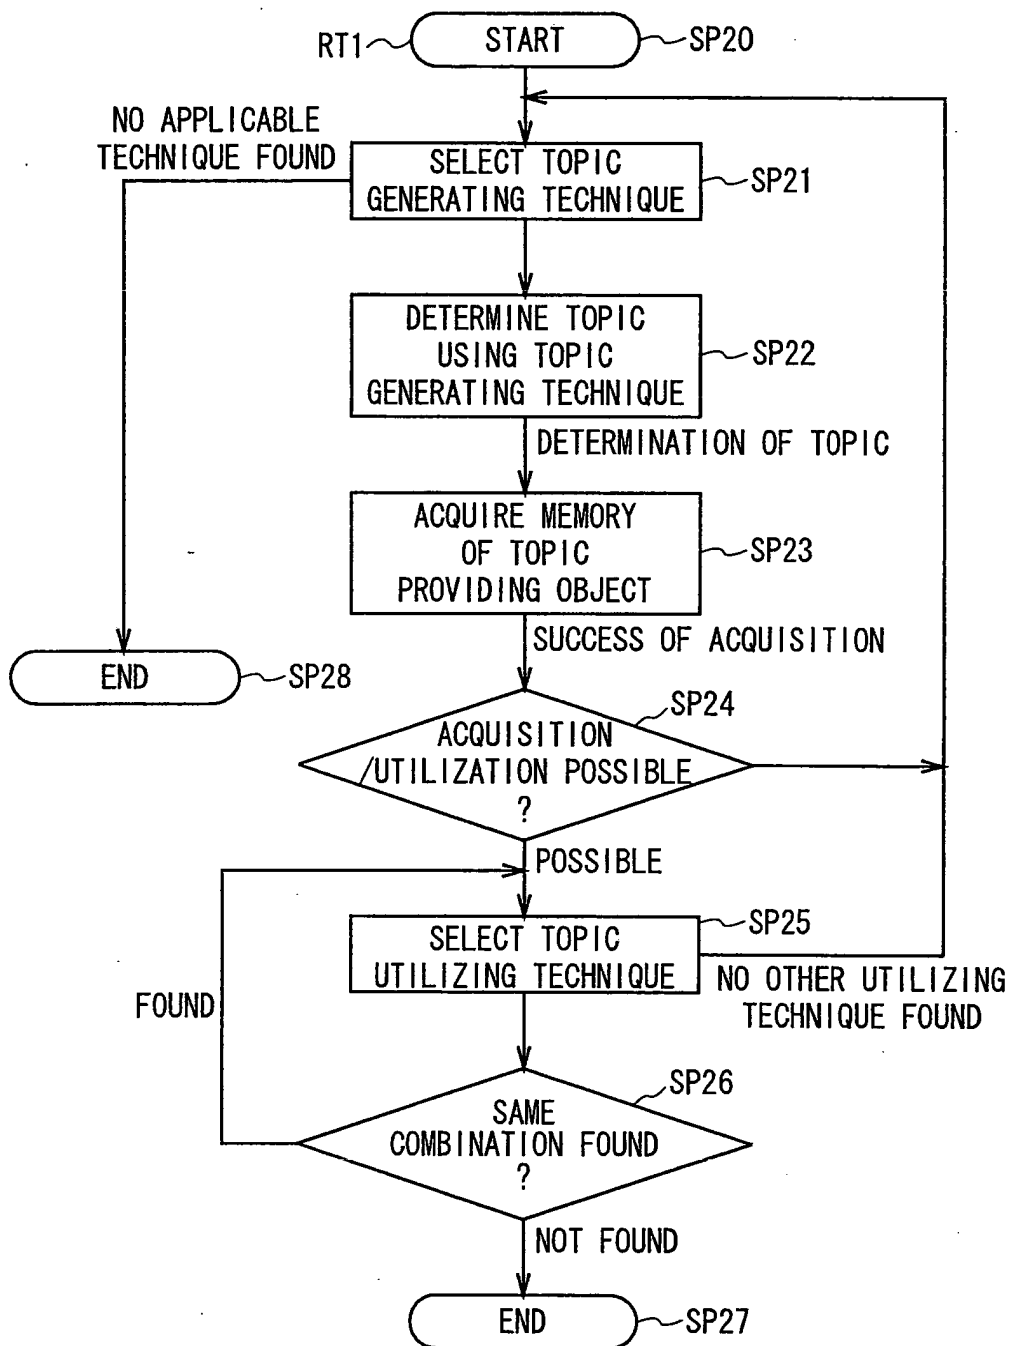 RT1
START
SP20
NO APPLICABLE
TECHNIQUE FOUND
SELECT TOPIC
GENERATING TECHNIQUE
SP21
DETERMINE TOPIC
USING TOPIC
GENERATING TECHNIQUE
SP22
DETERMINATION OF TOPIC
ACQUIRE MEMORY
OF TOPIC
PROVIDING OBJECT
SP23
SUCCESS OF ACQUISITION
END
SP28
SP24
ACQUISITION
/UTILIZATION POSSIBLE
?
POSSIBLE
SP25
SELECT TOPIC
UTILIZING TECHNIQUE
NO OTHER UTILIZING
TECHNIQUE FOUND
FOUND
SP26
SAME
COMBINATION FOUND
?
NOT FOUND
END
SP27